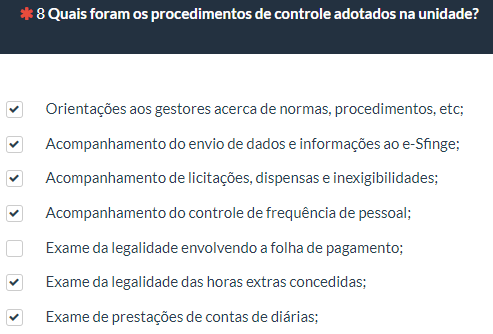 ✱ 8 Quais foram os procedimentos de controle adotados na unidade?
Orientações aos gestores acerca de normas, procedimentos, etc;
Acompanhamento do envio de dados e informações ao e-Sfinge;
Acompanhamento de licitações, dispensas e inexigibilidades;
Acompanhamento do controle de frequência de pessoal;
Exame da legalidade envolvendo a folha de pagamento;
Exame da legalidade das horas extras concedidas;
Exame de prestações de contas de diárias;